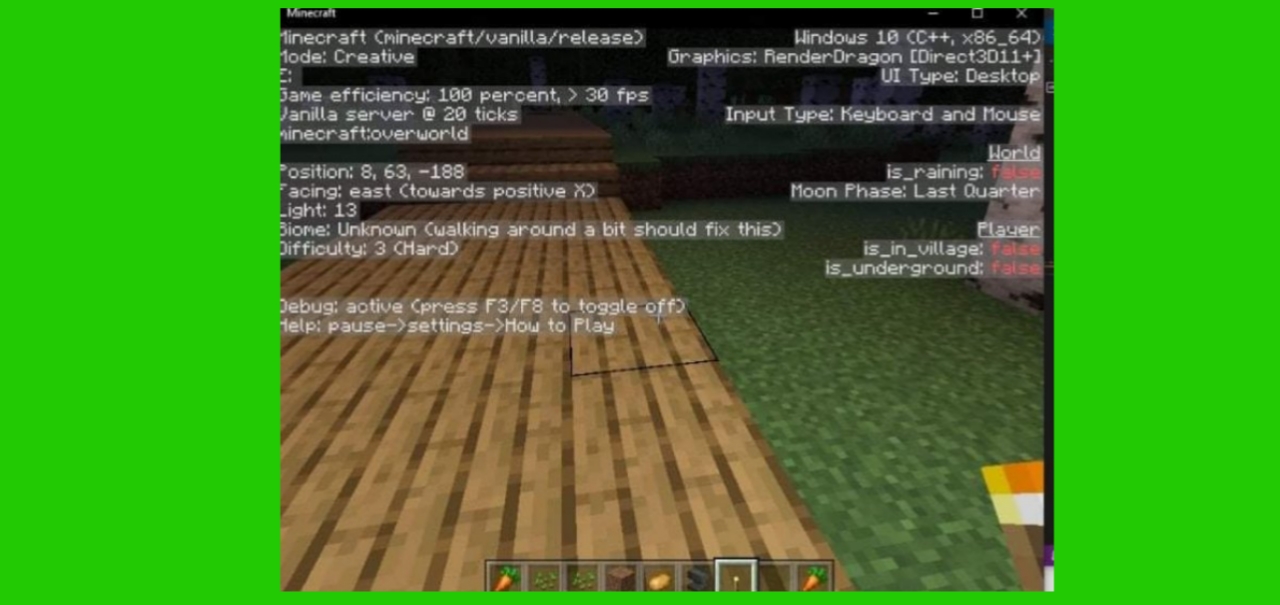 Minecraft
Minecraft (minecraft/vanilla/release)
Mode: Creative
E:
Game efficiency: 100 percent, > 30 fps
Vanilla server @ 20 ticks
minecraft:overworld
Position: 8, 63, -188
Facing: east (towards positive X)
Light: 13
Biome: Unknown (walking around a bit should fix this)
Difficulty: 3 (Hard)
Debug: active (press F3/F8 to toggle off)
Help: pause->settings->How to Play
Windows 10 (C++, x86_64)
Graphics: RenderDragon [Direct3D11+]
UI Type: Desktop
Input Type: Keyboard and Mouse
World
is_raining: false
Moon Phase: Last Quarter
Player
is_in_village: false
is_underground: false